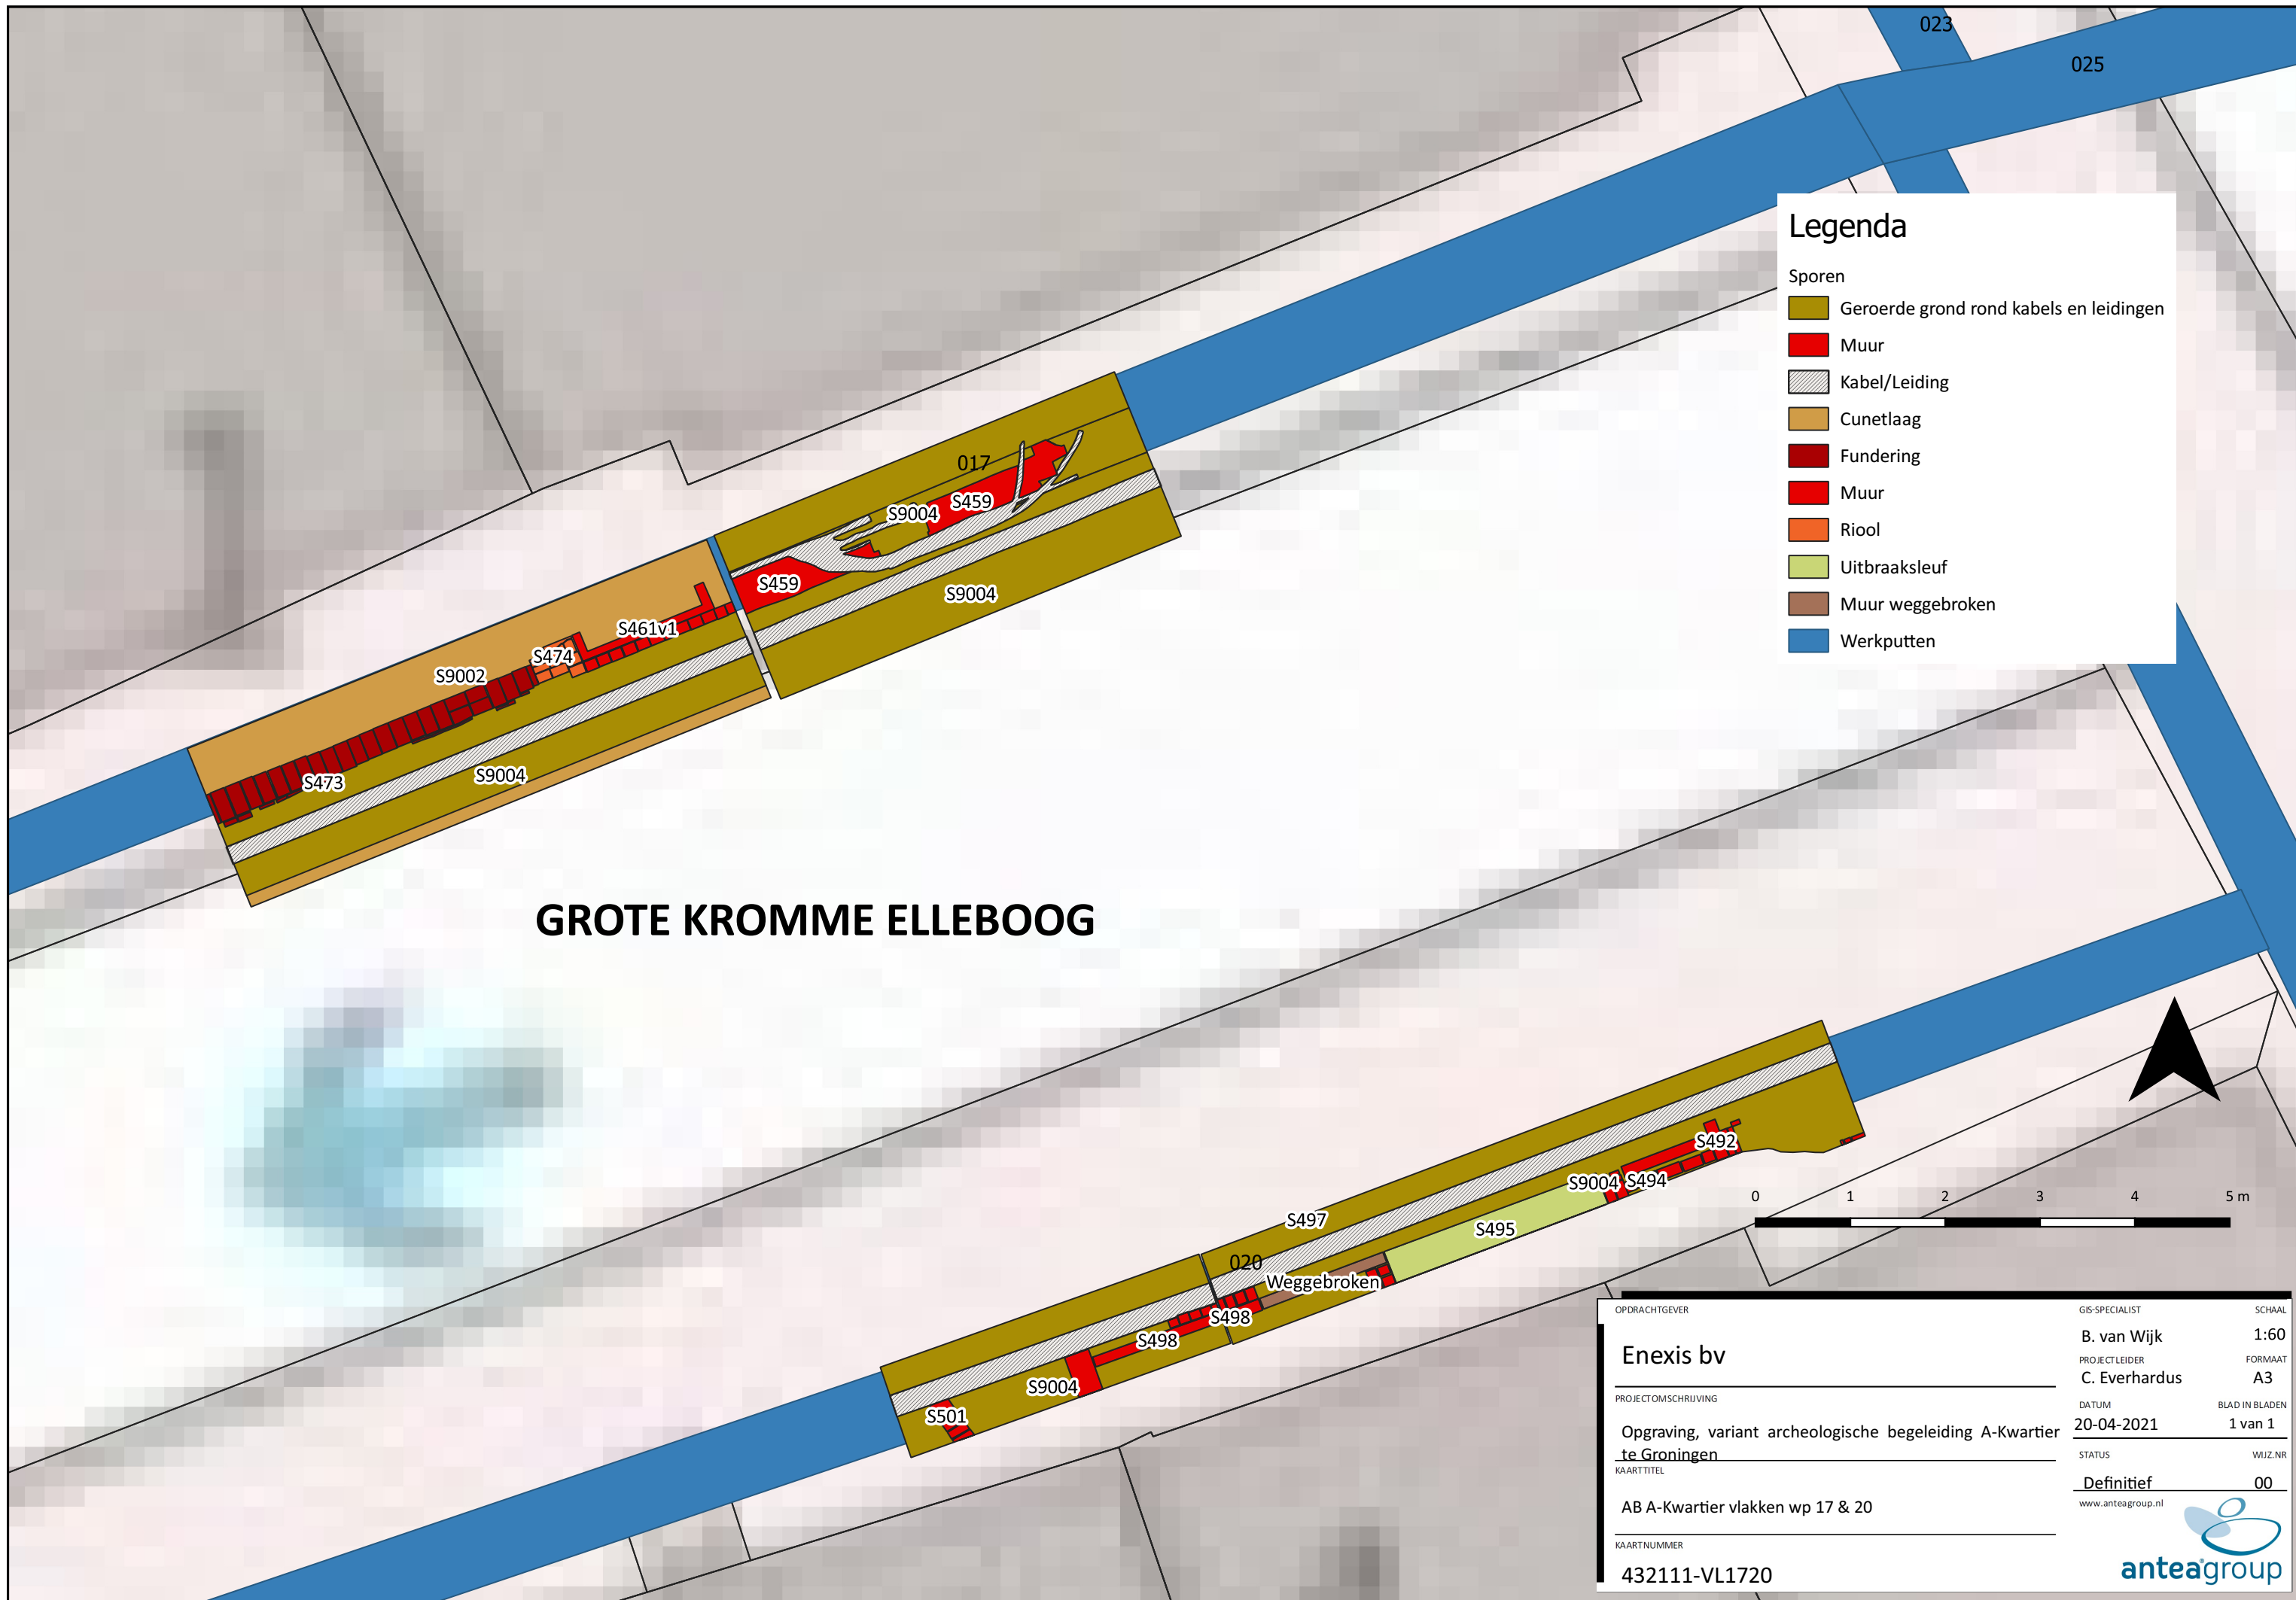 023
025
Legenda
Sporen
Geroerde grond rond kabels en leidingen
Muur
Kabel/Leiding
Cunetlaag
Fundering
Muur
Riool
Uitbraaksleuf
Muur weggebroken
Werkputten
017
S459
S9004
S459
S9004
S461v1
S474
S9002
S473
S9004
GROTE KROMME ELLEBOOG
S492
S9004
S494
S497
S495
020
Weggebroken
S498
S498
S9004
S501
0 1 2 3 4 5 m
OPDRACHTGEVER
Enexis bv
PROJECTOMSCHRIJVING
Opgraving, variant archeologische begeleiding A-Kwartier
te Groningen
KAARTTITEL
AB A-Kwartier vlakken wp 17 & 20
KAARTNUMMER
432111-VL1720
GIS-SPECIALIST SCHAAL
B. van Wijk 1:60
PROJECTLEIDER FORMAAT
C. Everhardus A3
DATUM BLAD IN BLADEN
20-04-2021 1 van 1
STATUS WIJZ.NR
Definitief 00
www.anteagroup.nl
anteagroup